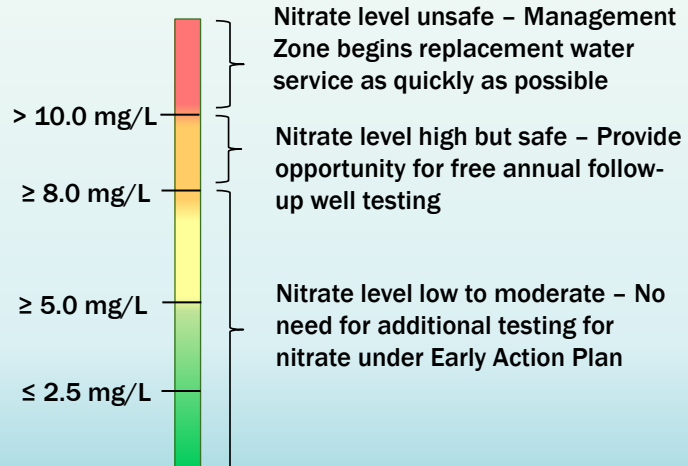 Nitrate level unsafe – Management
Zone begins replacement water
service as quickly as possible
> 10.0 mg/L
Nitrate level high but safe – Provide
opportunity for free annual follow-
up well testing
≥ 8.0 mg/L
≥ 5.0 mg/L
Nitrate level low to moderate – No
need for additional testing for
nitrate under Early Action Plan
≤ 2.5 mg/L